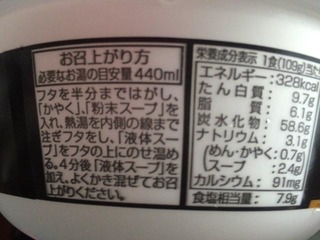 お召上がり方
必要なお湯の目安量 440ml
フタを半分まではがし、
「かやく」、「粉末スープ」を
入れ、熱湯を内側の線まで
注ぎフタをし、「液体スー
プ」をフタの上にのせ温め
る。4分後「液体スープ」を
加え、よくかき混ぜてお召
上がりください。
栄養成分表示 1食(109g)当た
エネルギー:328kcal
たん白質: 9.7g
脂質: 6.1g
炭水化物: 58.6g
ナトリウム: 3.1g
(めん・かやく:0.7g)
(スープ: 2.4g)
カルシウム: 91mg
食塩相当量: 7.9g